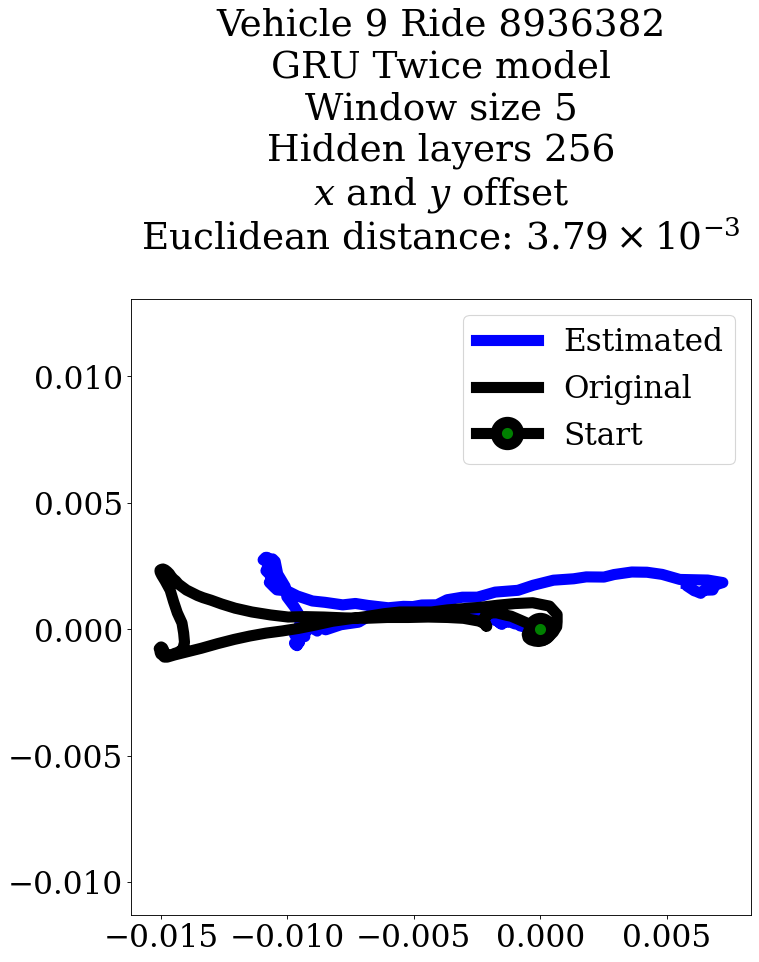 Vehicle 9 Ride 8936382
GRU Twice model
Window size 5
Hidden layers 256
x and y offset
Euclidean distance: 3.79 × 10⁻³
Estimated
Original
Start
0.010
0.005
0.000
−0.005
−0.010
−0.015 −0.010 −0.005 0.000 0.005